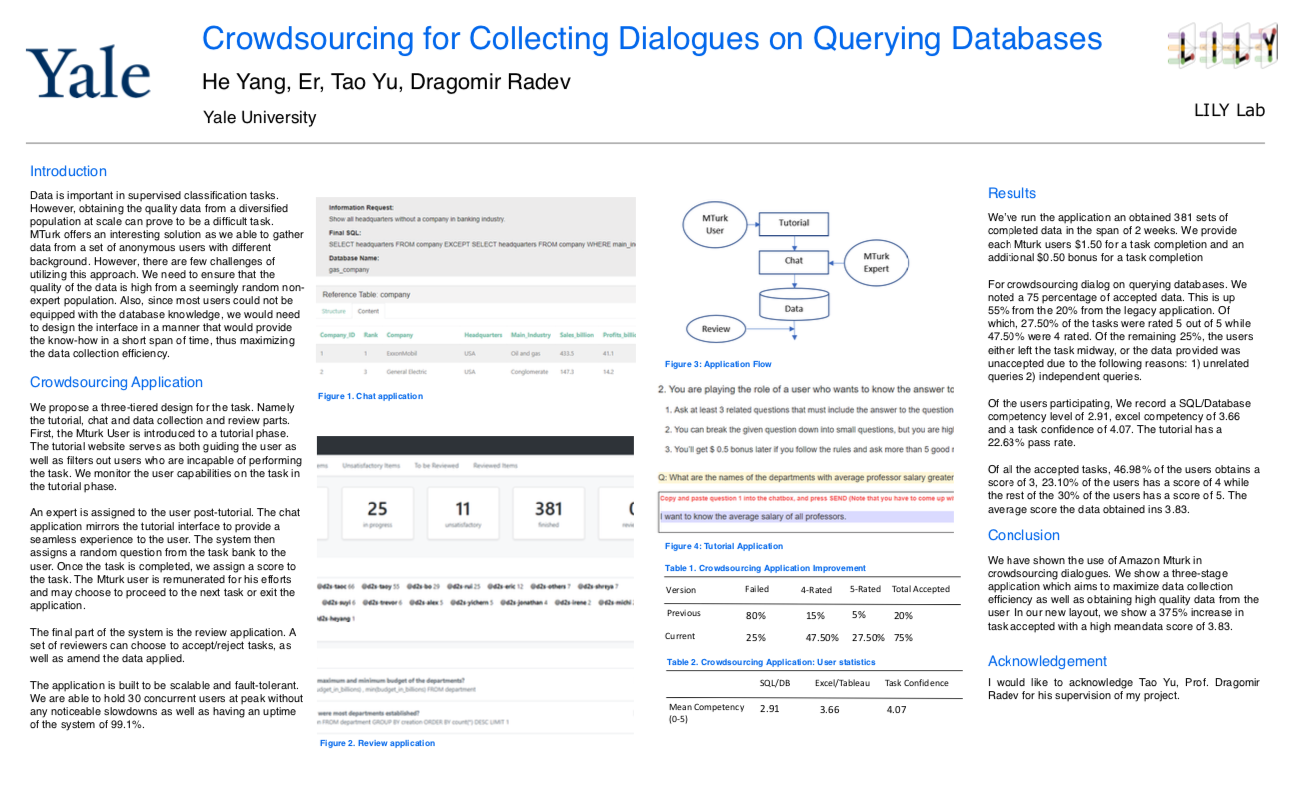 Yale
Crowdsourcing for Collecting Dialogues on Querying Databases
He Yang, Er, Tao Yu, Dragomir Radev
Yale University
LILY
LILY Lab
Introduction
Data is important in supervised classification tasks.
However, obtaining the quality data from a diversified
population at scale can prove to be a difficult task.
MTurk offers an interesting solution as we able to gather
data from a set of anonymous users with different
background. However, there are few challenges of
utilizing this approach. We need to ensure that the
quality of the data is high from a seemingly random non-
expert population. Also, since most users could not be
equipped with the database knowledge, we would need
to design the interface in a manner that would provide
the know-how in a short span of time, thus maximizing
the data collection efficiency.
Crowdsourcing Application
We propose a three-tiered design for the task. Namely
the tutorial, chat and data collection and review parts.
First, the Mturk User is introduced to a tutorial phase.
The tutorial website serves as both guiding the user as
well as filters out users who are incapable of performing
the task. We monitor the user capabilities on the task in
the tutorial phase.
An expert is assigned to the user post-tutorial. The chat
application mirrors the tutorial interface to provide a
seamless experience to the user. The system then
assigns a random question from the task bank to the
user. Once the task is completed, we assign a score to
the task. The Mturk user is remunerated for his efforts
and may choose to proceed to the next task or exit the
application.
The final part of the system is the review application. A
set of reviewers can choose to accept/reject tasks, as
well as amend the data applied.
The application is built to be scalable and fault-tolerant.
We are able to hold 30 concurrent users at peak without
any noticeable slowdowns as well as having an uptime
of the system of 99.1%.
Information Request:
Show all headquarters without a company in banking industry.
Final SQL:
SELECT headquarters FROM company EXCEPT SELECT headquarters FROM company WHERE main_in
Database Name:
gas_company
Reference Table: company
Structure Content
Company_ID Rank Company Headquarters Main_Industry Sales_billion Profits_billi
1 1 ExxonMobil USA Oil and gas 433.5 41.1
2 3 General Electric USA Conglomerate 147.3 14.2
Figure 1. Chat application
ems Unsatisfactory Items To be Reviewed Reviewed Items
25 11 381
in progress unsatisfactory finished revie
@d2s-taoc 66 @d2s-taoy 55 @d2s-bo 29 @d2s-rui 25 @d2s-eric 12 @d2s-others 7 @d2s-shreya 7
@d2s-suyi 6 @d2s-trevor 6 @d2s-alex 5 @d2s-yichern 5 @d2s-jonathan 4 @d2s-irene 2 @d2s-michi
@d2s-heyang 1
maximum and minimum budget of the departments?
udget_in_billions) , min(budget_in_billions) FROM department
were most departments established?
n FROM department GROUP BY creation ORDER BY count(*) DESC LIMIT 1
Figure 2. Review application
MTurk
User
Tutorial
Chat
MTurk
Expert
Data
Review
Figure 3: Application Flow
2. You are playing the role of a user who wants to know the answer to
1. Ask at least 3 related questions that must include the answer to the question
2. You can break the given question down into small questions, but you are high
3. You'll get $ 0.5 bonus later if you follow the rules and ask more than 5 good r
Q: What are the names of the departments with average professor salary greater
Copy and paste question 1 into the chatbox, and press SEND (Note that you have to come up wi
I want to know the average salary of all professors.
Figure 4: Tutorial Application
Table 1. Crowdsourcing Application Improvement
Version Failed 4-Rated 5-Rated Total Accepted
Previous 80% 15% 5% 20%
Current 25% 47.50% 27.50% 75%
Table 2. Crowdsourcing Application: User statistics
SQL/DB Excel/Tableau Task Confidence
Mean Competency 2.91 3.66 4.07
(0-5)
Results
We've run the application an obtained 381 sets of
completed data in the span of 2 weeks. We provide
each Mturk users $1.50 for a task completion and an
additional $0.50 bonus for a task completion
For crowdsourcing dialog on querying databases. We
noted a 75 percentage of accepted data. This is up
55% from the 20% from the legacy application. Of
which, 27.50% of the tasks were rated 5 out of 5 while
47.50% were 4 rated. Of the remaining 25%, the users
either left the task midway, or the data provided was
unaccepted due to the following reasons: 1) unrelated
queries 2) independent queries.
Of the users participating, We record a SQL/Database
competency level of 2.91, excel competency of 3.66
and a task confidence of 4.07. The tutorial has a
22.63% pass rate.
Of all the accepted tasks, 46.98% of the users obtains a
score of 3, 23.10% of the users has a score of 4 while
the rest of the 30% of the users has a score of 5. The
average score the data obtained ins 3.83.
Conclusion
We have shown the use of Amazon Mturk in
crowdsourcing dialogues. We show a three-stage
application which aims to maximize data collection
efficiency as well as obtaining high quality data from the
user In our new layout, we show a 375% increase in
task accepted with a high mean data score of 3.83.
Acknowledgement
I would like to acknowledge Tao Yu, Prof. Dragomir
Radev for his supervision of my project.